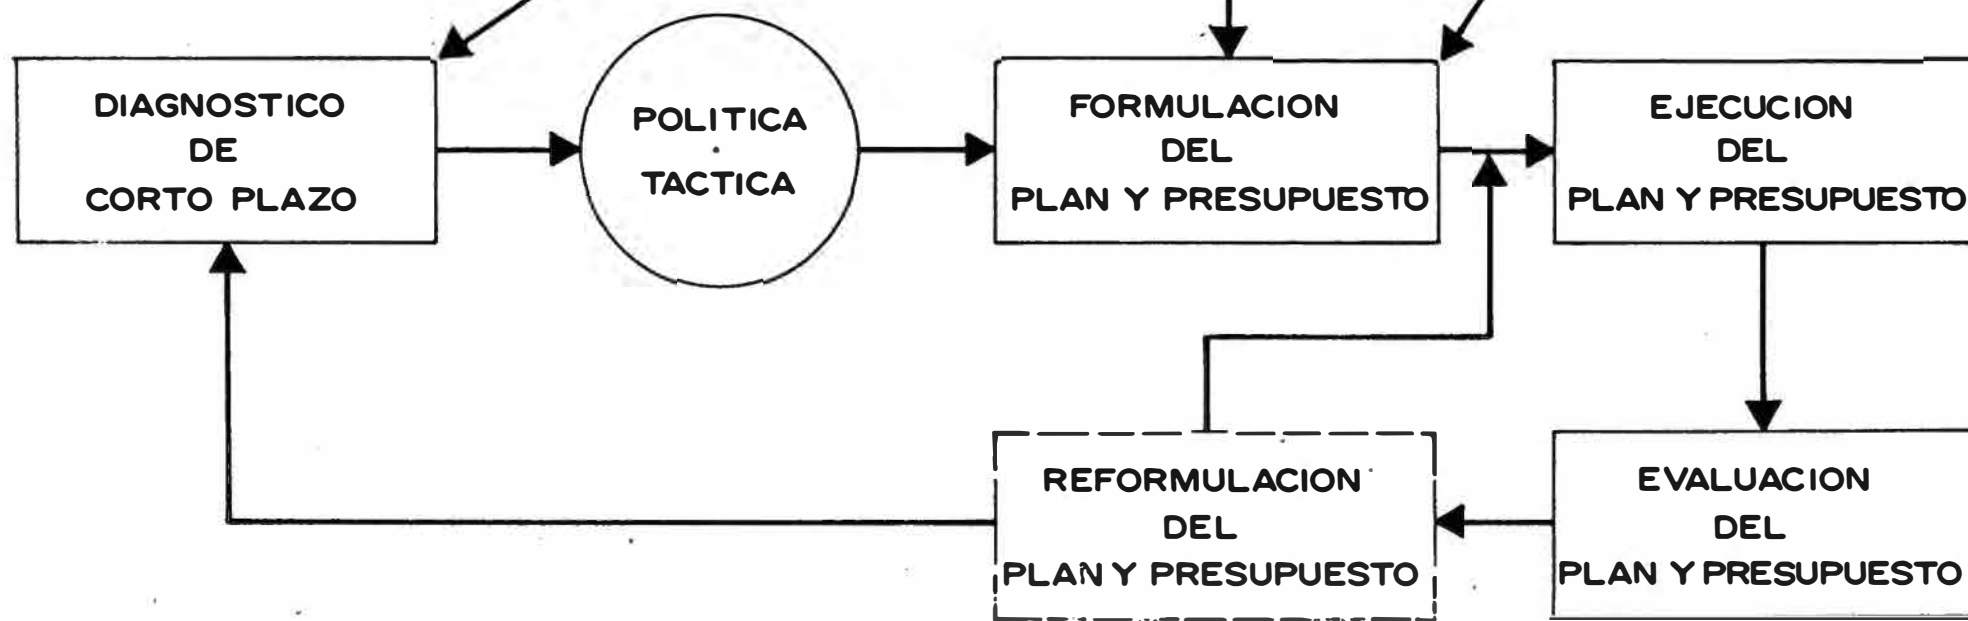 DIAGNOSTICO
DE
CORTO PLAZO
POLITICA
TACTICA
FORMULACION
DEL
PLAN Y PRESUPUESTO
EJECUCION
DEL
PLAN Y PRESUPUESTO
REFORMULACION
DEL
PLAN Y PRESUPUESTO
EVALUACION
DEL
PLAN Y PRESUPUESTO